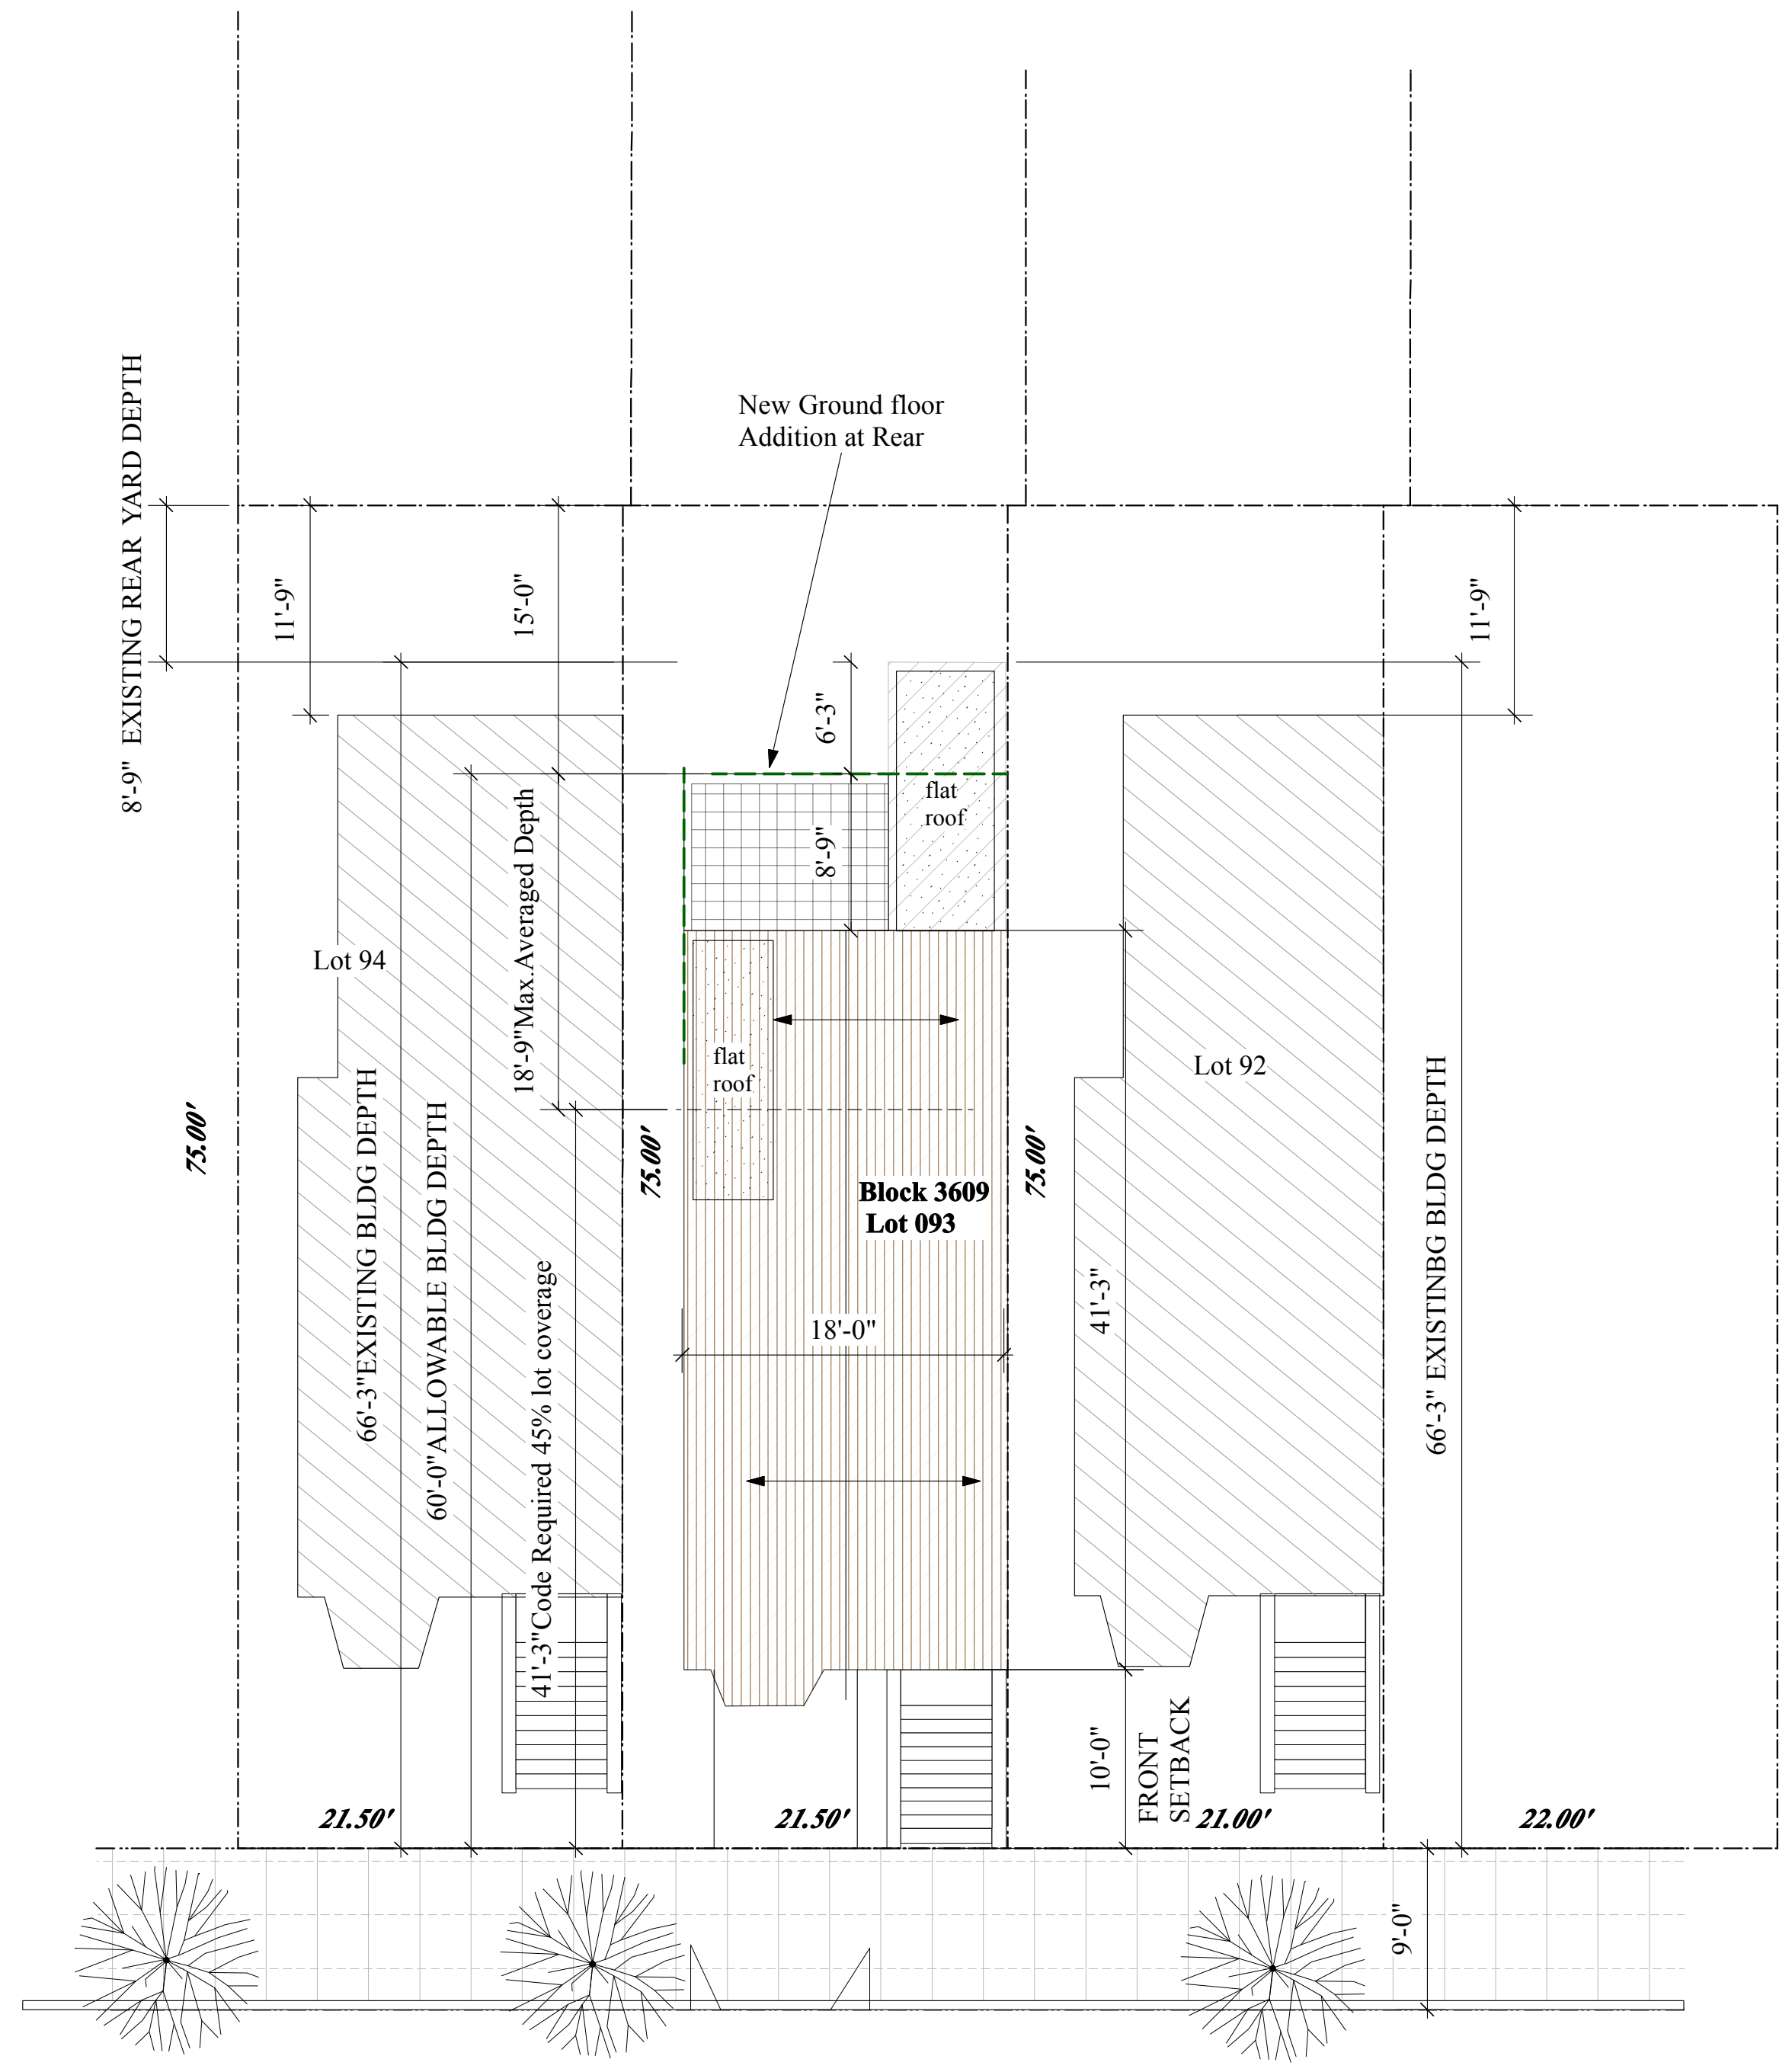 New Ground floor
Addition at Rear
8'-9" EXISTING REAR YARD DEPTH
11'-9"
15'-0"
11'-9"
6'-3"
flat
roof
8'-9"
18'-9"Max.Averaged Depth
Lot 94
flat
roof
Lot 92
75.00'
66'-3"EXISTING BLDG DEPTH
60'-0"ALLOWABLE BLDG DEPTH
75.00'
75.00'
Block 3609
Lot 093
66'-3" EXISTINBG BLDG DEPTH
41'-3"
18'-0"
41'-3"Code Required 45% lot coverage
10'-0"
FRONT
SETBACK
21.50'
21.50'
21.00'
22.00'
9'-0"